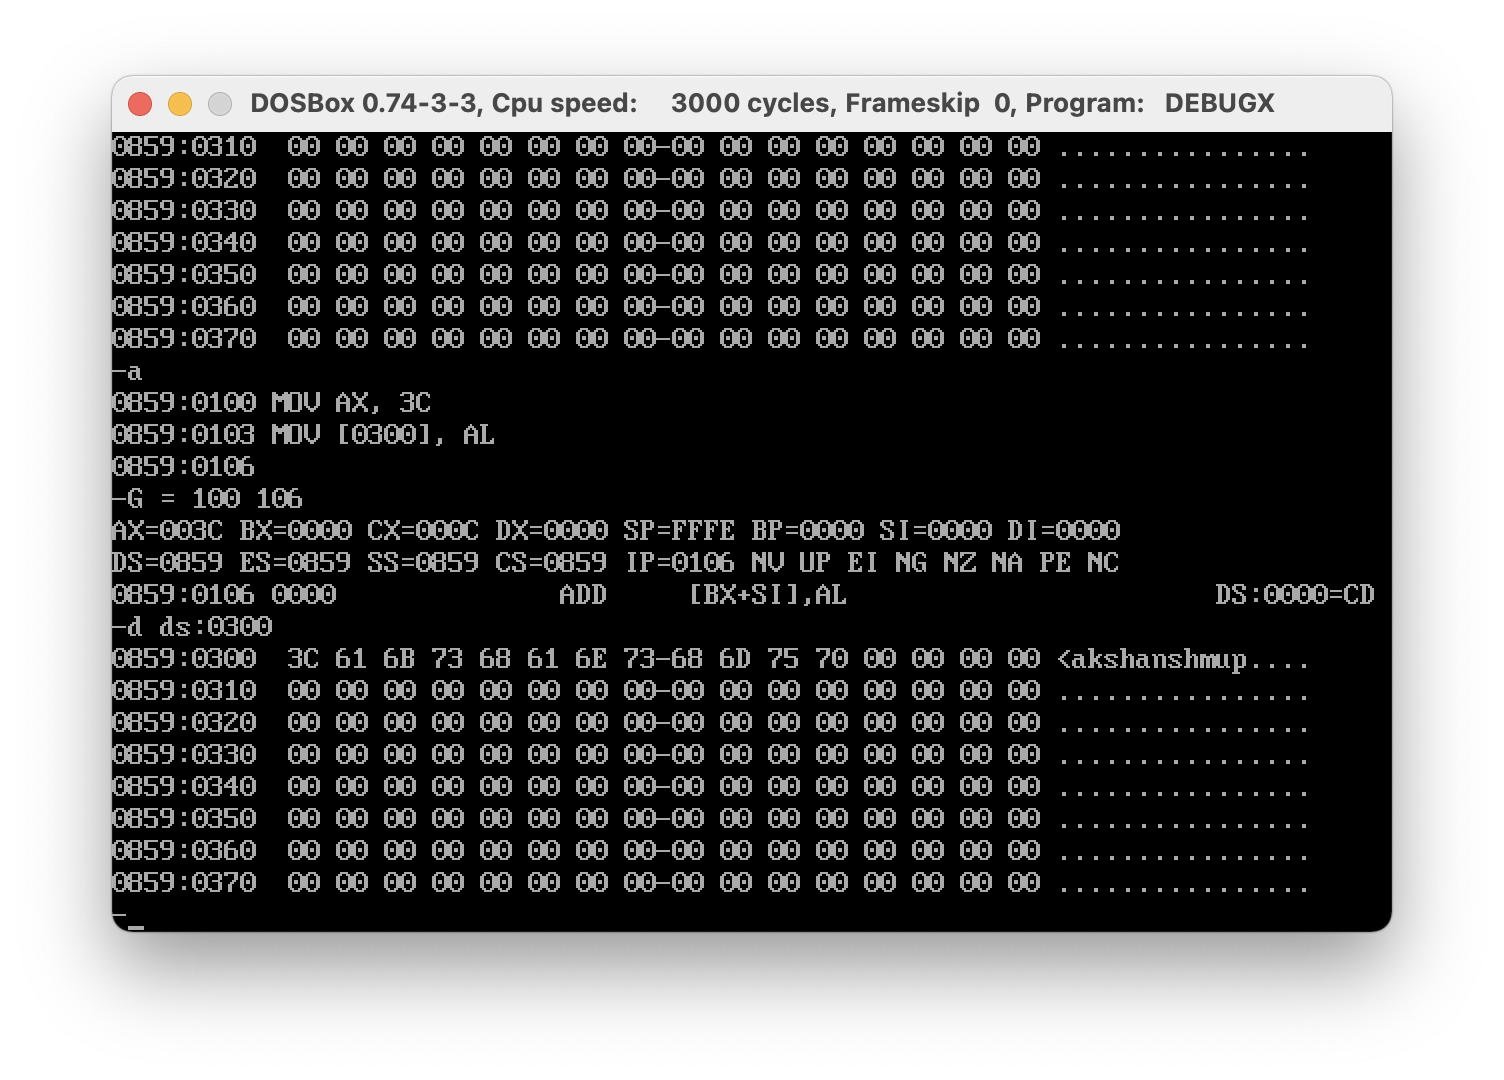 DOSBox 0.74-3-3, Cpu speed: 3000 cycles, Frameskip 0, Program: DEBUGX
0859:0310 00 00 00 00 00 00 00 00-00 00 00 00 00 00 00 00 ................
0859:0320 00 00 00 00 00 00 00 00-00 00 00 00 00 00 00 00 ................
0859:0330 00 00 00 00 00 00 00 00-00 00 00 00 00 00 00 00 ................
0859:0340 00 00 00 00 00 00 00 00-00 00 00 00 00 00 00 00 ................
0859:0350 00 00 00 00 00 00 00 00-00 00 00 00 00 00 00 00 ................
0859:0360 00 00 00 00 00 00 00 00-00 00 00 00 00 00 00 00 ................
0859:0370 00 00 00 00 00 00 00 00-00 00 00 00 00 00 00 00 ................
-a
0859:0100 MOV AX, 3C
0859:0103 MOV [0300], AL
0859:0106
-G = 100 106
AX=003C BX=0000 CX=000C DX=0000 SP=FFFE BP=0000 SI=0000 DI=0000
DS=0859 ES=0859 SS=0859 CS=0859 IP=0106 NV UP EI NG NZ NA PE NC
0859:0106 0000 ADD [BX+SI],AL DS:0000=CD
-d ds:0300
0859:0300 3C 61 6B 73 68 61 6E 73-68 6D 75 70 00 00 00 00 <akshanshmup....
0859:0310 00 00 00 00 00 00 00 00-00 00 00 00 00 00 00 00 ................
0859:0320 00 00 00 00 00 00 00 00-00 00 00 00 00 00 00 00 ................
0859:0330 00 00 00 00 00 00 00 00-00 00 00 00 00 00 00 00 ................
0859:0340 00 00 00 00 00 00 00 00-00 00 00 00 00 00 00 00 ................
0859:0350 00 00 00 00 00 00 00 00-00 00 00 00 00 00 00 00 ................
0859:0360 00 00 00 00 00 00 00 00-00 00 00 00 00 00 00 00 ................
0859:0370 00 00 00 00 00 00 00 00-00 00 00 00 00 00 00 00 ................
-_